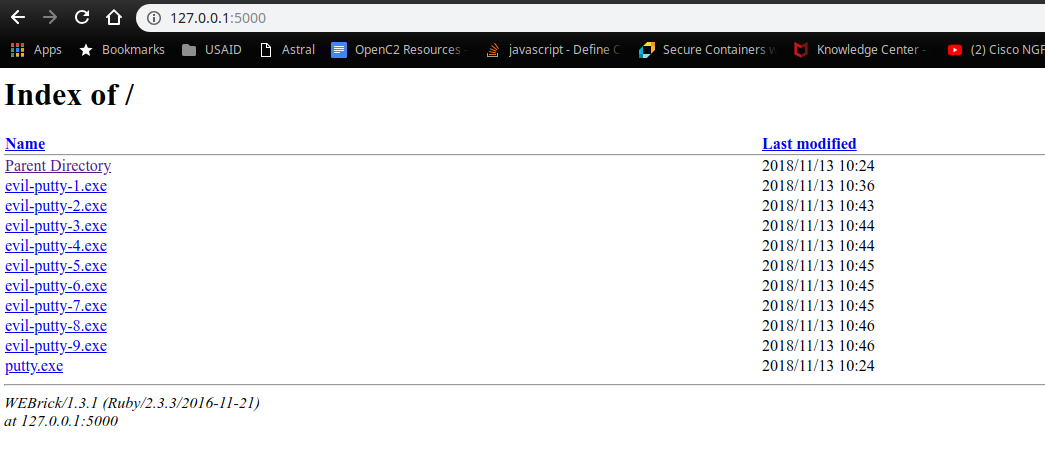 127.0.0.1:5000
Apps Bookmarks USAID Astral OpenC2 Resources - javascript - Define C Secure Containers w Knowledge Center - (2) Cisco NGF
Index of /
Name Last modified
Parent Directory 2018/11/13 10:24
evil-putty-1.exe 2018/11/13 10:36
evil-putty-2.exe 2018/11/13 10:43
evil-putty-3.exe 2018/11/13 10:44
evil-putty-4.exe 2018/11/13 10:44
evil-putty-5.exe 2018/11/13 10:45
evil-putty-6.exe 2018/11/13 10:45
evil-putty-7.exe 2018/11/13 10:45
evil-putty-8.exe 2018/11/13 10:46
evil-putty-9.exe 2018/11/13 10:46
putty.exe 2018/11/13 10:24
WEBrick/1.3.1 (Ruby/2.3.3/2016-11-21)
at 127.0.0.1:5000